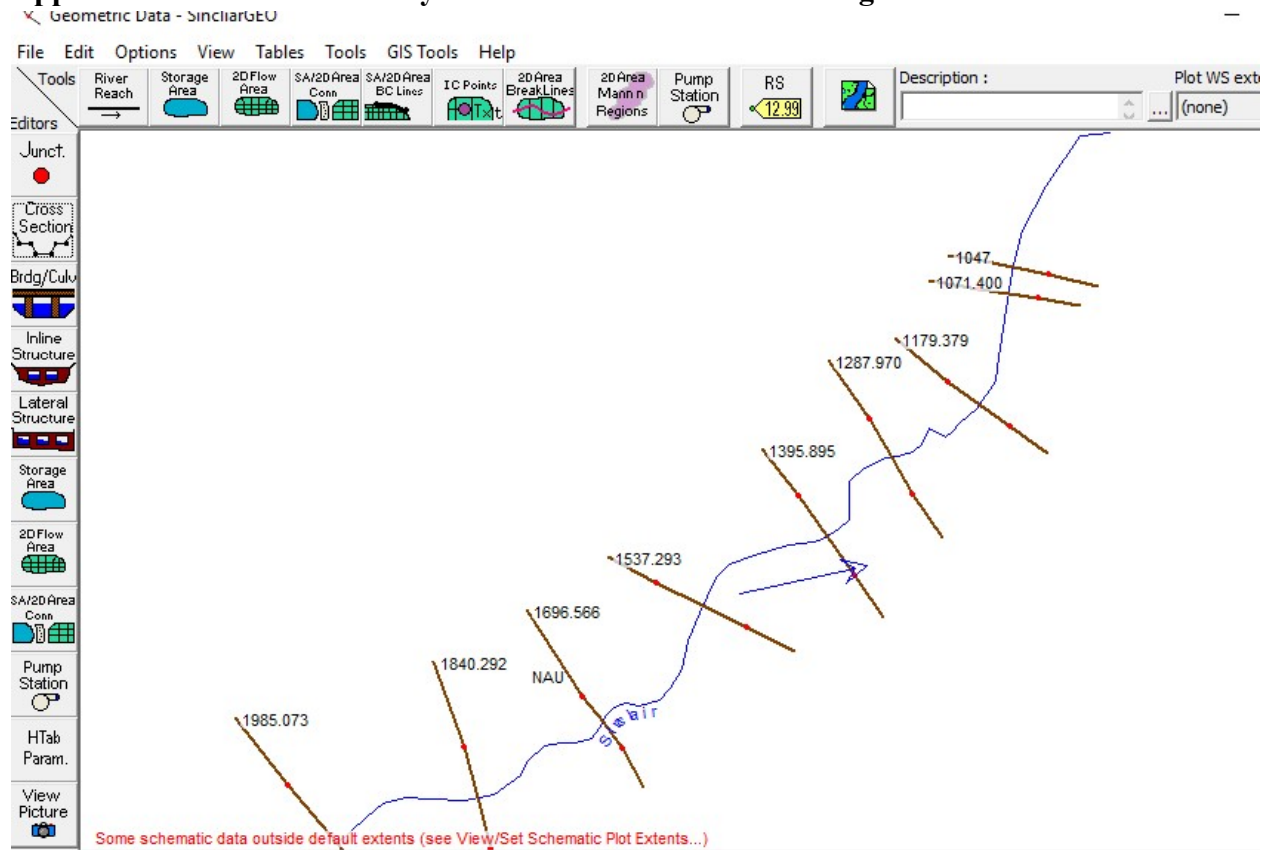 Geometric Data - SincliarGEO
File Edit Options View Tables Tools GIS Tools Help
Tools
Editors
River Reach
Storage Area
2D Flow Area
SA/2D Area Conn
SA/2D Area BC Lines
IC Points
Txt
2D Area BreakLines
2D Area Mann n Regions
Pump Station
RS
12.99
Description :
...
Plot WS exte
(none)
Junct.
Cross
Section
Brdg/Culv
Inline
Structure
Lateral
Structure
Storage
Area
2D Flow
Area
SA/2D Area
Conn
Pump
Station
HTab
Param.
View
Picture
1047
1071.400
1179.379
1287.970
1395.895
1537.293
1696.566
NAU
1840.292
1985.073
Some schematic data outside default extents (see View/Set Schematic Plot Extents...)